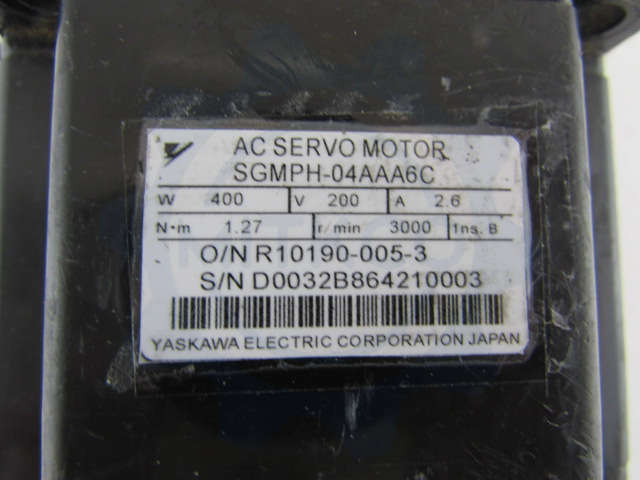 AC SERVO MOTOR
SGMPH-04AAA6C
W 400 V 200 A 2.6
N·m 1.27 r/min 3000 Ins. B
O/N R10190-005-3
S/N D0032B864210003
YASKAWA ELECTRIC CORPORATION JAPAN